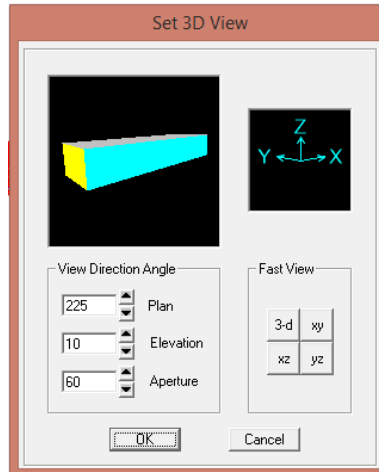 Set 3D View
Z
Y X
View Direction Angle
225 Plan
10 Elevation
60 Aperture
Fast View
3-d xy
xz yz
OK Cancel